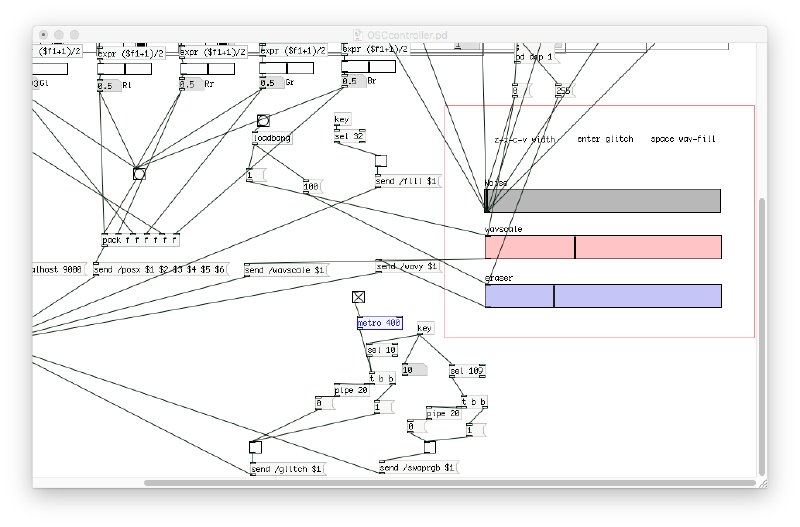 OSCcontroller.pd
($f1+1)/2
expr ($f1+1)/2
expr ($f1+1)/2
expr ($f1+1)/2
expr ($f1+1)/2
pd dsp 1
Gl
0.5 Rl
0.5 Rr
0.5 Gr
0.5 Br
255
key
loadbang
sel 32
z-x-c-v width
enter glitch
space wav-fill
1
100
send /fill $1
Noise
wavscale
pack f f f f f f
alhost 9000
send /posx $1 $2 $3 $4 $5 $6
send /wavscale $1
send /wavy $1
eraser
metro 400
key
sel 10
10
sel 109
t b b
pipe 20
0
1
t b b
pipe 20
0
1
send /glitch $1
send /swaprgb $1